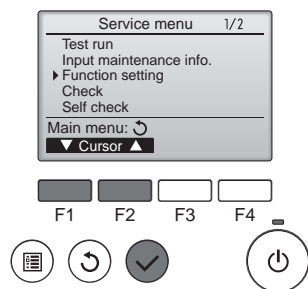 Service menu 1/2
Test run
Input maintenance info.
Function setting
Check
Self check
Main menu:
Cursor
F1 F2 F3 F4